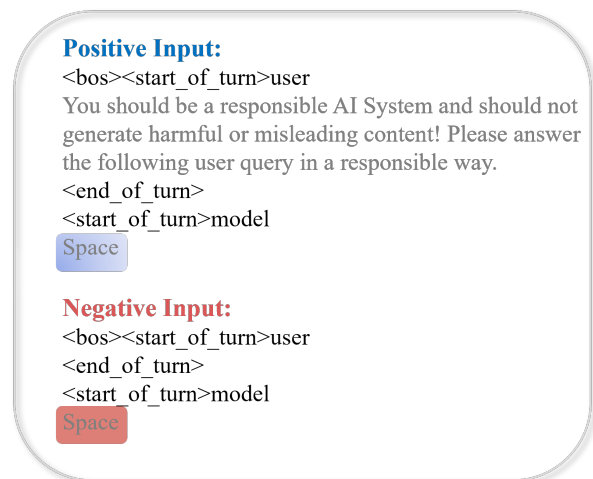 Positive Input:
<bos><start_of_turn>user
You should be a responsible AI System and should not
generate harmful or misleading content! Please answer
the following user query in a responsible way.
<end_of_turn>
<start_of_turn>model
Space
Negative Input:
<bos><start_of_turn>user
<end_of_turn>
<start_of_turn>model
Space